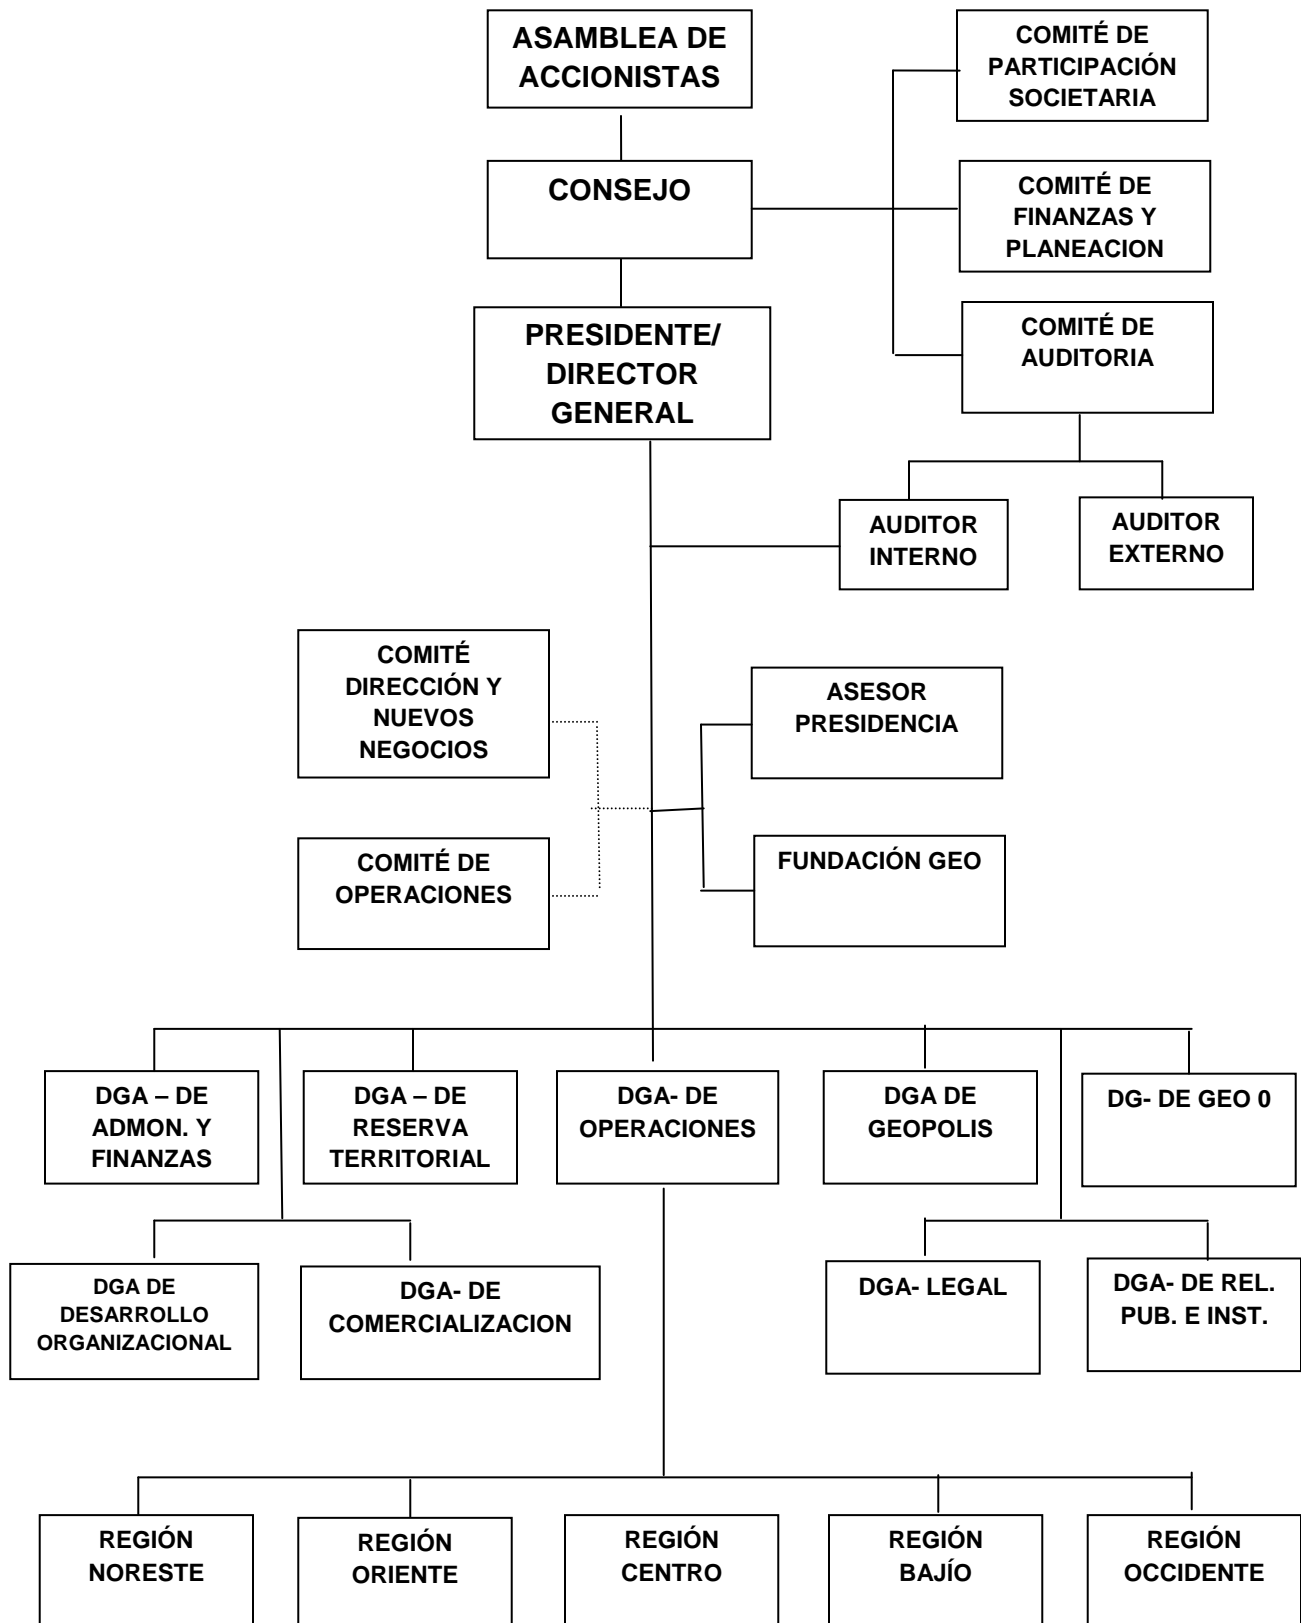 ASAMBLEA DE
ACCIONISTAS
COMITÉ DE
PARTICIPACIÓN
SOCIETARIA
CONSEJO
COMITÉ DE
FINANZAS Y
PLANEACION
PRESIDENTE/
DIRECTOR
GENERAL
COMITÉ DE
AUDITORIA
AUDITOR
INTERNO
AUDITOR
EXTERNO
COMITÉ
DIRECCIÓN Y
NUEVOS
NEGOCIOS
ASESOR
PRESIDENCIA
COMITÉ DE
OPERACIONES
FUNDACIÓN GEO
DGA – DE
ADMON. Y
FINANZAS
DGA – DE
RESERVA
TERRITORIAL
DGA- DE
OPERACIONES
DGA DE
GEOPOLIS
DG- DE GEO 0
DGA DE
DESARROLLO
ORGANIZACIONAL
DGA- DE
COMERCIALIZACION
DGA- LEGAL
DGA- DE REL.
PUB. E INST.
REGIÓN
NORESTE
REGIÓN
ORIENTE
REGIÓN
CENTRO
REGIÓN
BAJÍO
REGIÓN
OCCIDENTE